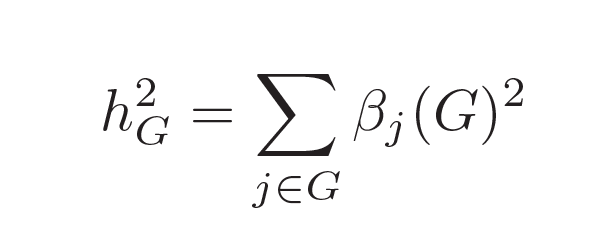 h_G^2 = \sum_{j \in G} \beta_j(G)^2